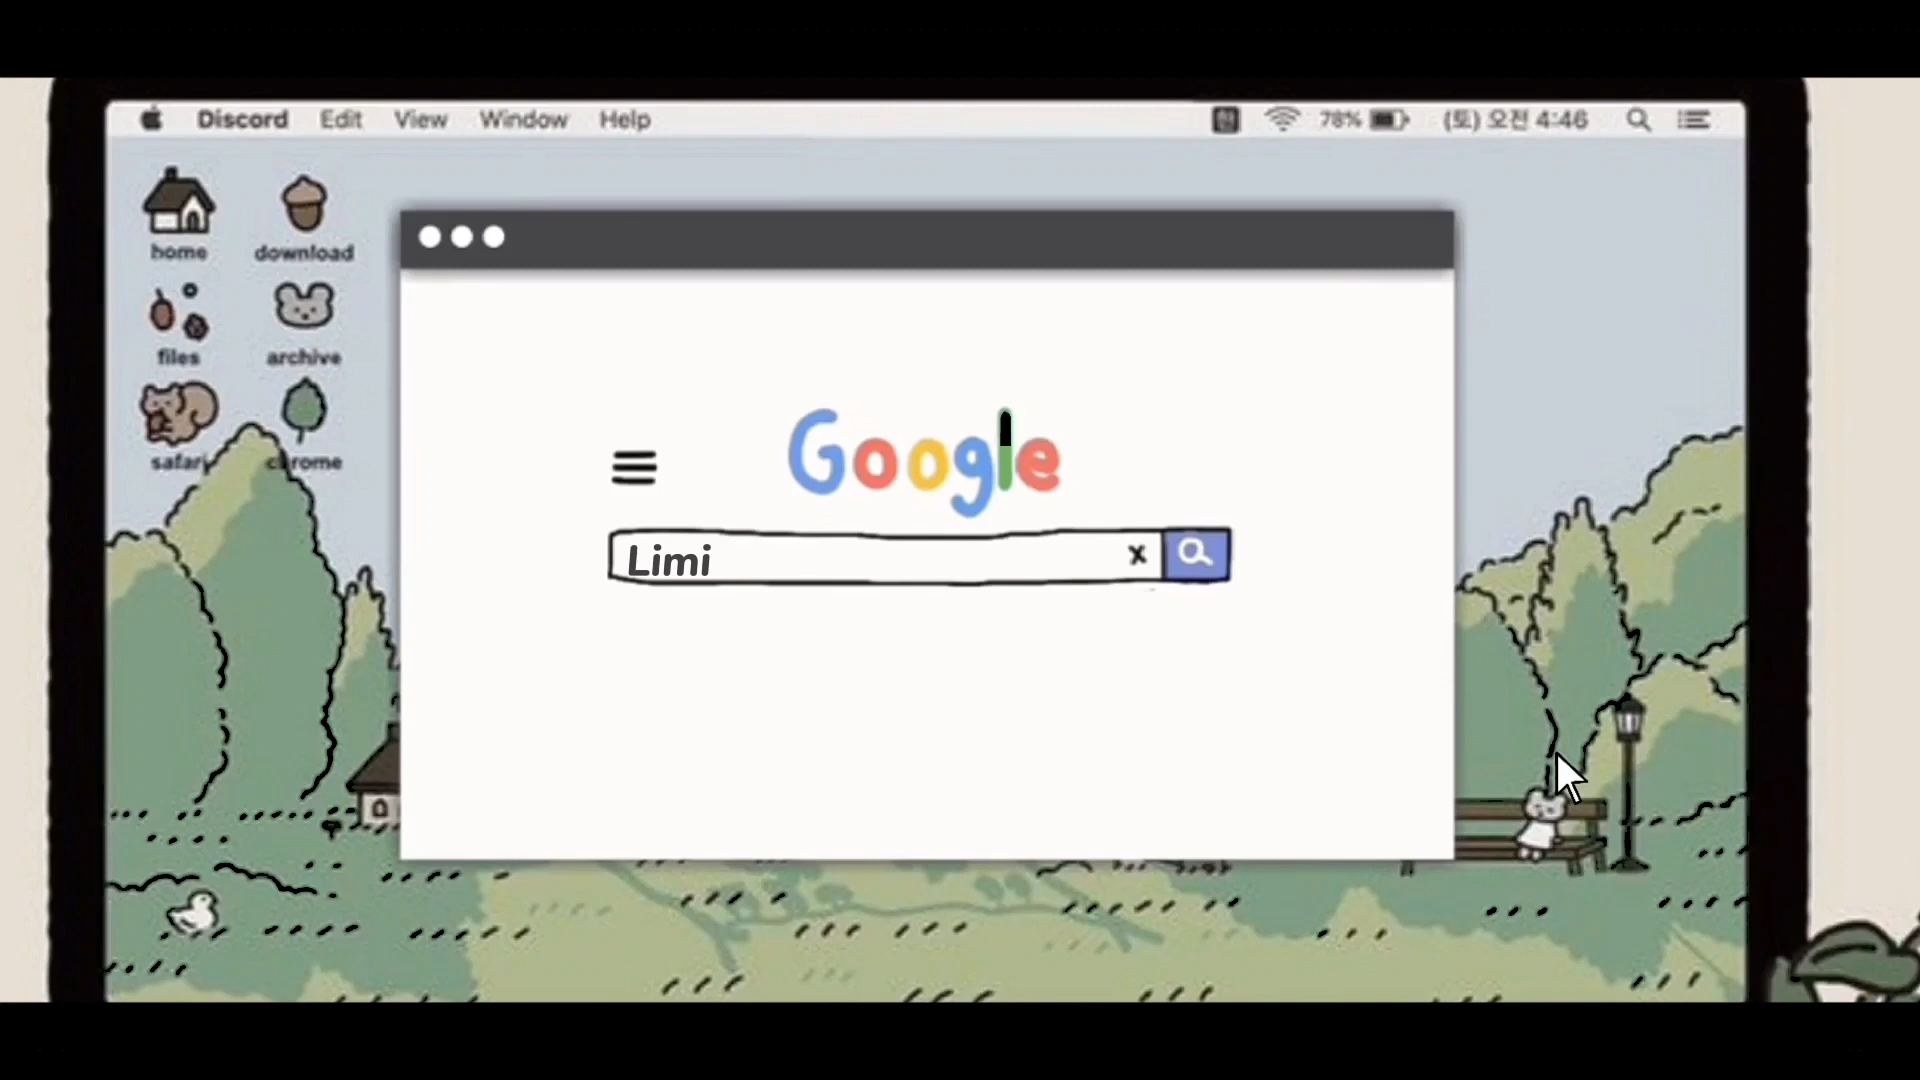 Discord Edit View Window Help 78% (토) 오전 4:46
home download
files archive
safari chrome
Google
Limi x